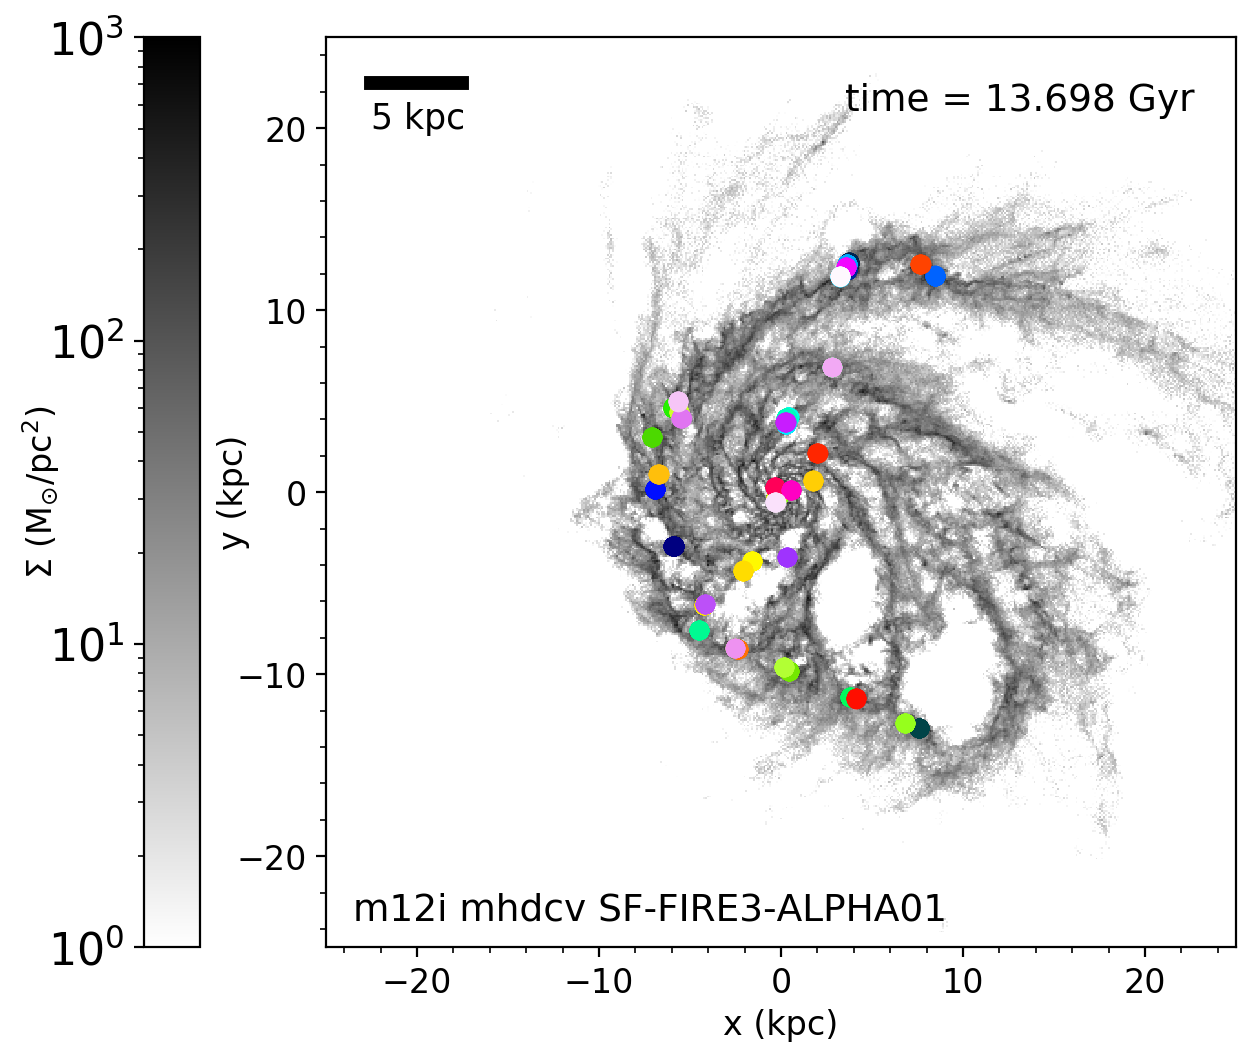 10³
10²
10¹
10⁰
Σ (M⊙/pc²)
5 kpc
time = 13.698 Gyr
m12i mhdcv SF-FIRE3-ALPHA01
20
10
0
−10
−20
y (kpc)
−20 −10 0 10 20
x (kpc)